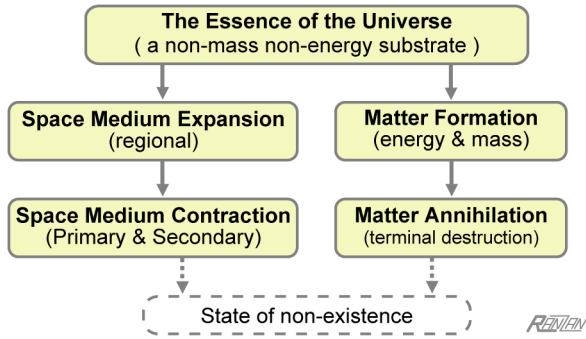 The Essence of the Universe
( a non-mass non-energy substrate )
Space Medium Expansion
(regional)
Matter Formation
(energy & mass)
Space Medium Contraction
(Primary & Secondary)
Matter Annihilation
(terminal destruction)
State of non-existence
RANZAN